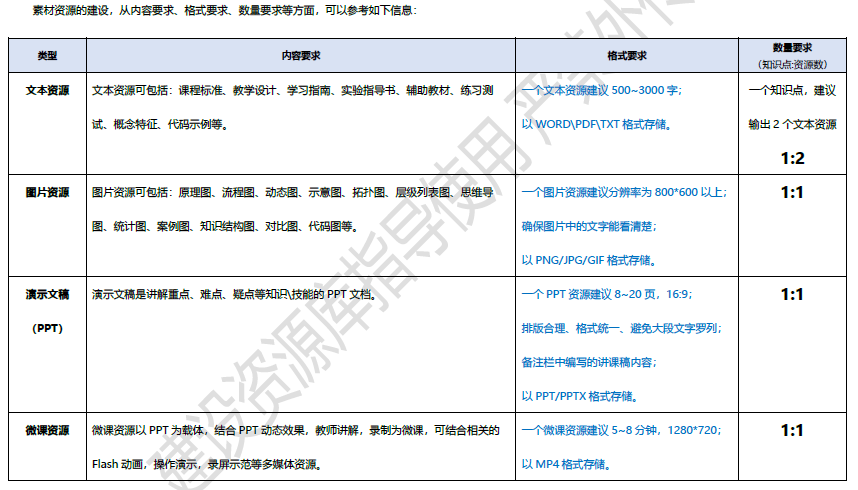 素材资源的建设，从内容要求、格式要求、数量要求等方面，可以参考如下信息：
类型
内容要求
格式要求
数量要求
（知识点:资源数）
文本资源
文本资源可包括：课程标准、教学设计、学习指南、实验指导书、辅助教材、练习测
试、概念特征、代码示例等。
一个文本资源建议 500~3000 字；
以 WORD\PDF\TXT 格式存储。
一个知识点，建议
输出 2 个文本资源
1:2
图片资源
图片资源可包括：原理图、流程图、动态图、示意图、拓扑图、层级列表图、思维导
图、统计图、案例图、知识结构图、对比图、代码图等。
一个图片资源建议分辨率为 800*600 以上；
确保图片中的文字能看清楚；
以 PNG/JPG/GIF 格式存储。
1:1
演示文稿
（PPT）
演示文稿是讲解重点、难点、疑点等知识\技能的 PPT 文档。
一个 PPT 资源建议 8~20 页，16:9；
排版合理、格式统一、避免大段文字罗列；
备注栏中编写的讲课稿内容；
以 PPT/PPTX 格式存储。
1:1
微课资源
微课资源以 PPT 为载体，结合 PPT 动态效果，教师讲解，录制为微课，可结合相关的
Flash 动画，操作演示，录屏示范等多媒体资源。
一个微课资源建议 5~8 分钟，1280*720；
以 MP4 格式存储。
1:1
建设资源库指导使用 严禁外传